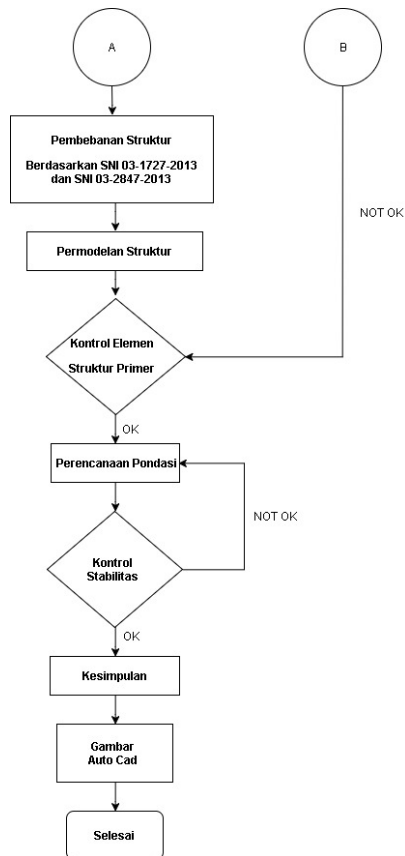 A
B
Pembebanan Struktur
Berdasarkan SNI 03-1727-2013
dan SNI 03-2847-2013
NOT OK
Permodelan Struktur
Kontrol Elemen
Struktur Primer
OK
Perencanaan Pondasi
NOT OK
Kontrol
Stabilitas
OK
Kesimpulan
Gambar
Auto Cad
Selesai